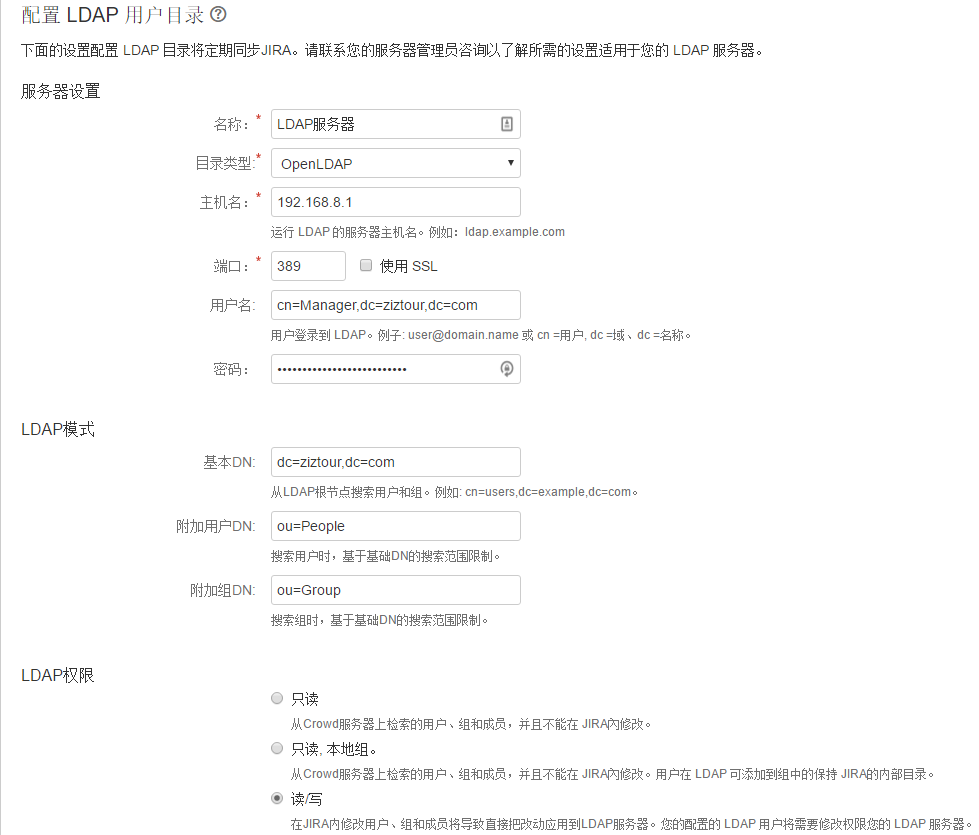 配置 LDAP 用户目录
下面的设置配置 LDAP 目录将定期同步JIRA。请联系您的服务器管理员咨询以了解所需的设置适用于您的 LDAP 服务器。
服务器设置
名称：* LDAP服务器
目录类型:* OpenLDAP
主机名：* 192.168.8.1
运行 LDAP 的服务器主机名。例如：ldap.example.com
端口：* 389 使用 SSL
用户名: cn=Manager,dc=ziztour,dc=com
用户登录到 LDAP。例子: user@domain.name 或 cn =用户, dc =域、dc =名称。
密码： ••••••••••••••••••••••••••
LDAP模式
基本DN: dc=ziztour,dc=com
从LDAP根节点搜索用户和组。例如: cn=users,dc=example,dc=com。
附加用户DN: ou=People
搜索用户时，基于基础DN的搜索范围限制。
附加组DN: ou=Group
搜索组时，基于基础DN的搜索范围限制。
LDAP权限
只读
从Crowd服务器上检索的用户、组和成员，并且不能在 JIRA内修改。
只读, 本地组。
从Crowd服务器上检索的用户、组和成员，并且不能在 JIRA内修改。用户在 LDAP 可添加到组中的保持 JIRA的内部目录。
读/写
在JIRA内修改用户、组和成员将导致直接把改动应用到LDAP服务器。您的配置的 LDAP 用户将需要修改权限您的 LDAP 服务器。